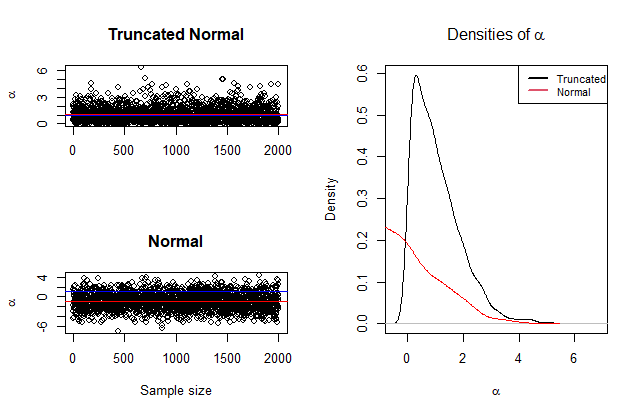 Truncated Normal
α
0 3 6
0 500 1000 1500 2000
Normal
α
-6 0 4
0 500 1000 1500 2000
Sample size
Densities of α
Density
0.0 0.1 0.2 0.3 0.4 0.5 0.6
Truncated
Normal
0 2 4 6
α